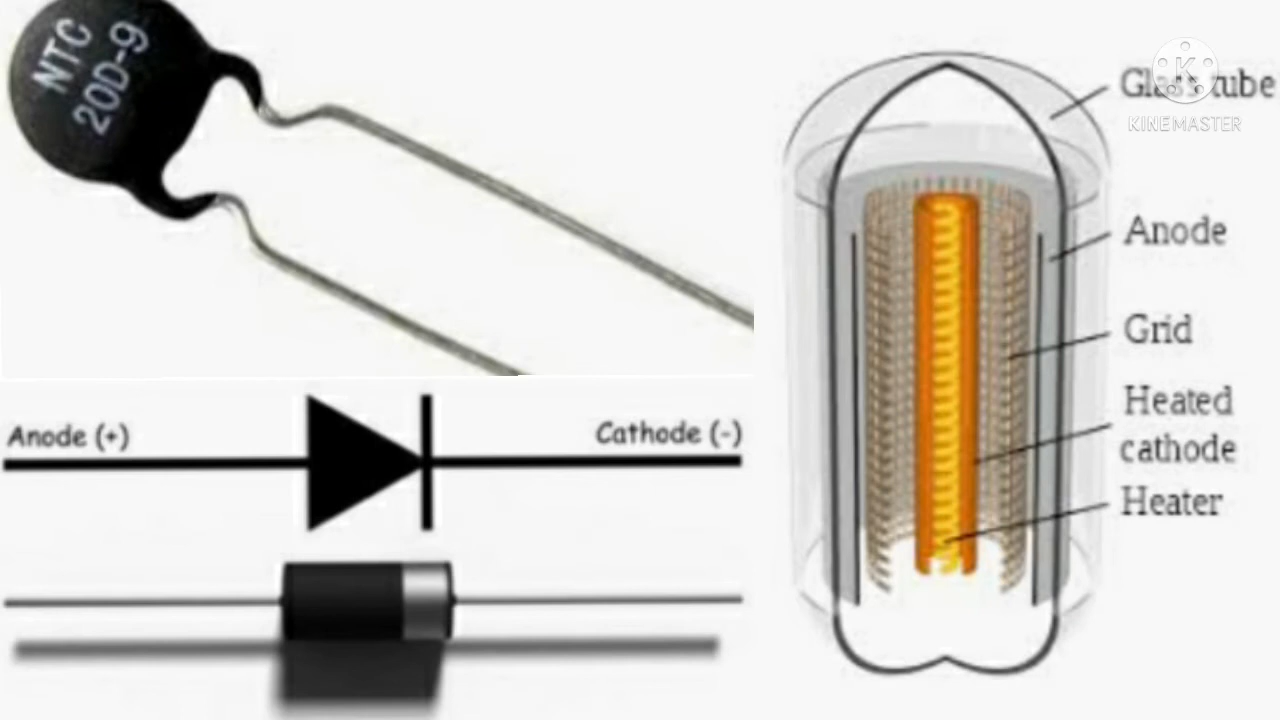 NTC
20D-9
Anode (+)
Cathode (-)
Glass tube
K
KINEMASTER
Anode
Grid
Heated
cathode
Heater